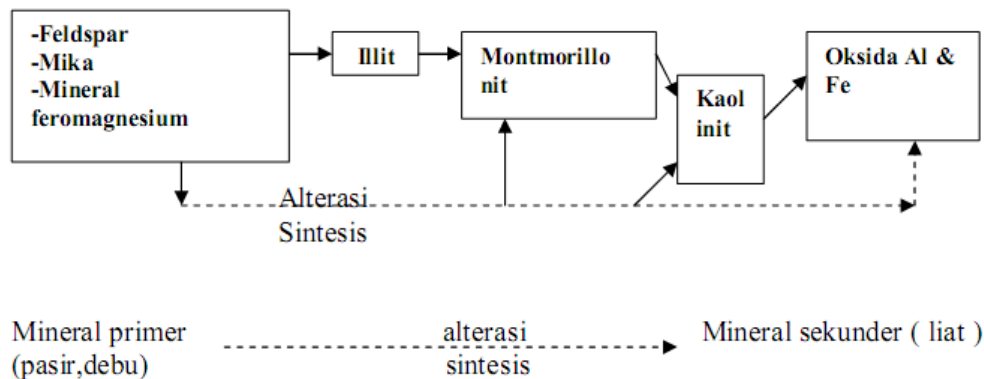 -Feldspar
-Mika
-Mineral
feromagnesium
Illit
Montmorillo
nit
Kaol
init
Oksida Al &
Fe
Alterasi
Sintesis
Mineral primer
(pasir,debu)
alterasi
sintesis
Mineral sekunder ( liat )